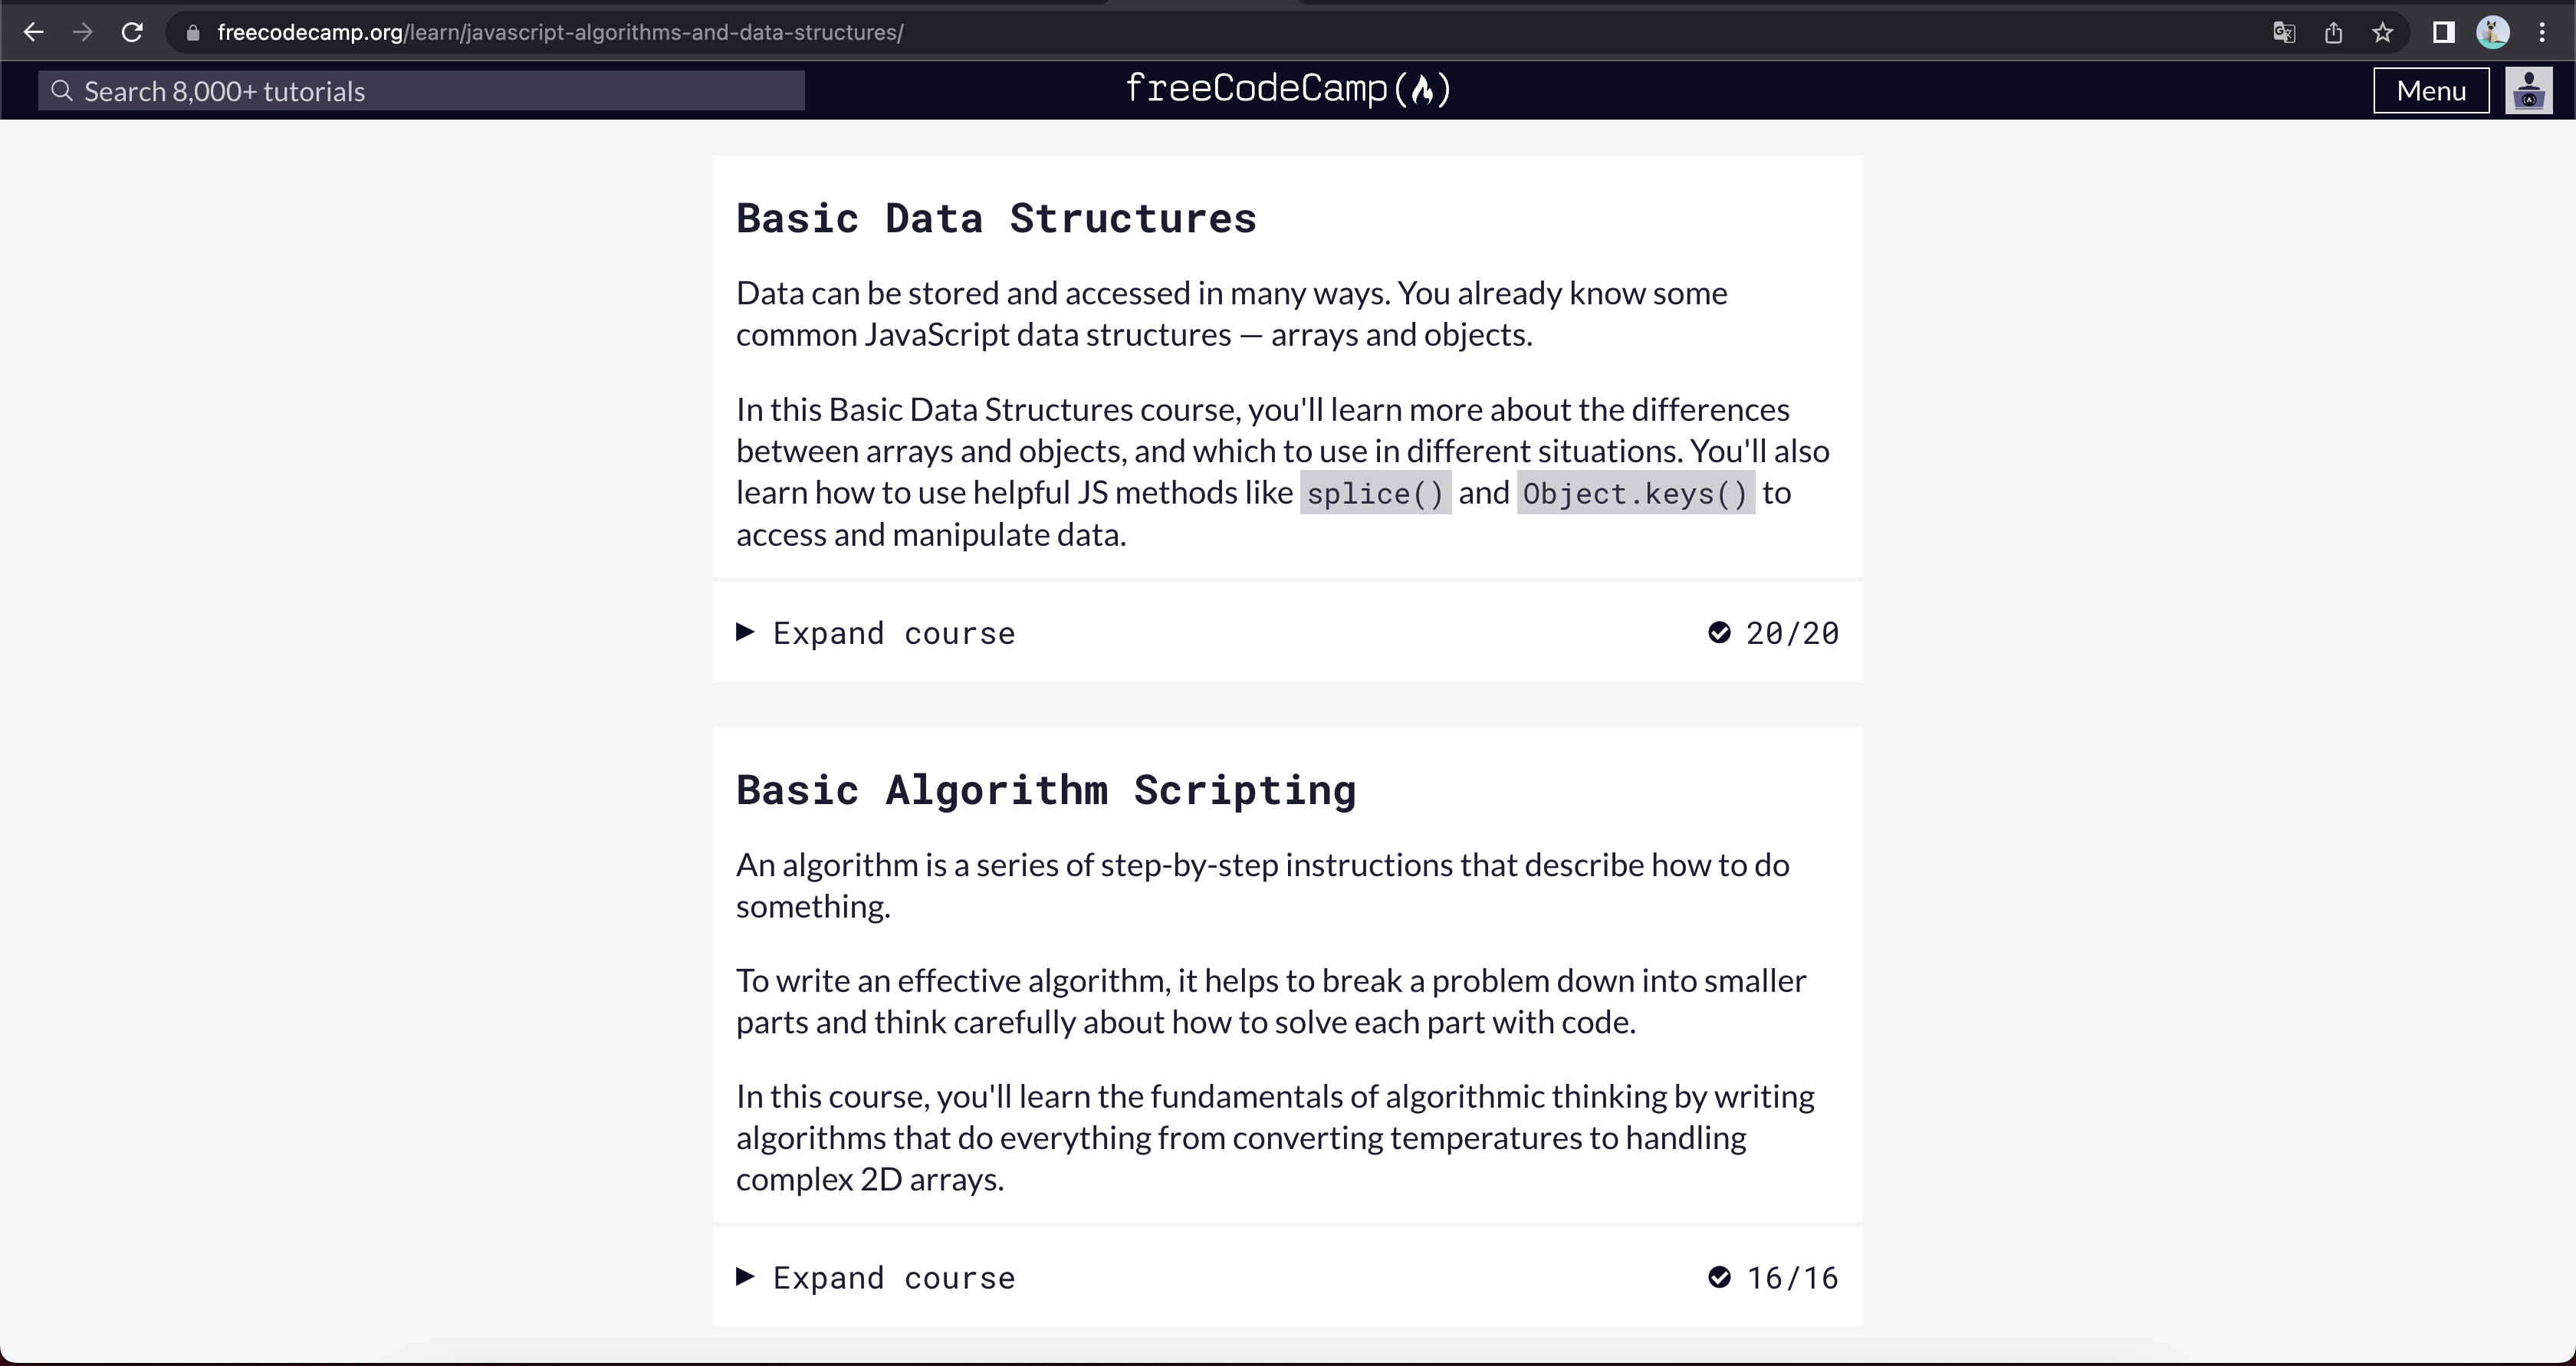 freecodecamp.org/learn/javascript-algorithms-and-data-structures/
Search 8,000+ tutorials
freeCodeCamp
Menu
Basic Data Structures
Data can be stored and accessed in many ways. You already know some
common JavaScript data structures — arrays and objects.
In this Basic Data Structures course, you'll learn more about the differences
between arrays and objects, and which to use in different situations. You'll also
learn how to use helpful JS methods like splice() and Object.keys() to
access and manipulate data.
Expand course
20/20
Basic Algorithm Scripting
An algorithm is a series of step-by-step instructions that describe how to do
something.
To write an effective algorithm, it helps to break a problem down into smaller
parts and think carefully about how to solve each part with code.
In this course, you'll learn the fundamentals of algorithmic thinking by writing
algorithms that do everything from converting temperatures to handling
complex 2D arrays.
Expand course
16/16